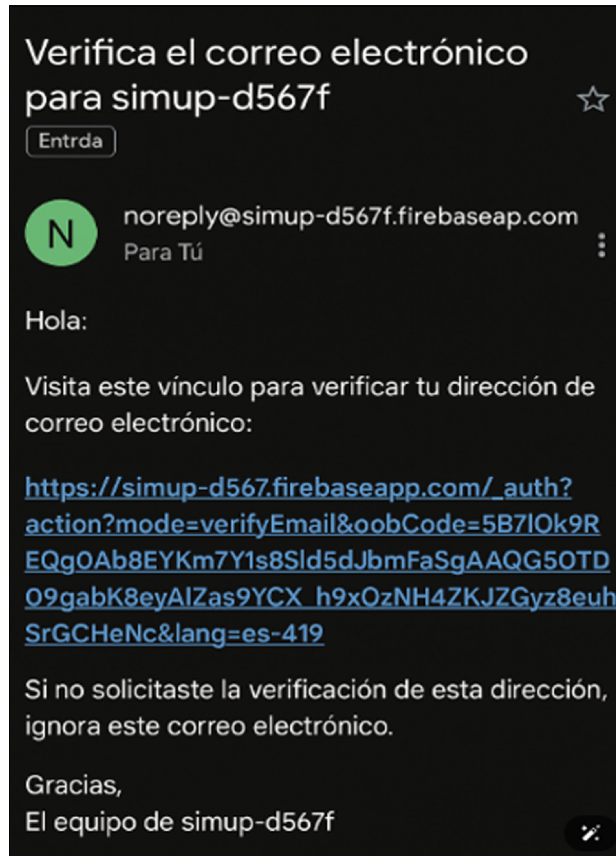 Verifica el correo electrónico
para simup-d567f
Entrda
N
noreply@simup-d567f.firebaseap.com
Para Tú
Hola:
Visita este vínculo para verificar tu dirección de
correo electrónico:
https://simup-d567.firebaseapp.com/_auth?
action?mode=verifyEmail&oobCode=5B7lOk9R
EQg0Ab8EYKm7Y1s8Sld5dJbmFaSgAAQG5OTD
O9gabK8eyAlZas9YCX_h9xOzNH4ZKJZGyz8euh
SrGCHeNc&lang=es-419
Si no solicitaste la verificación de esta dirección,
ignora este correo electrónico.
Gracias,
El equipo de simup-d567f